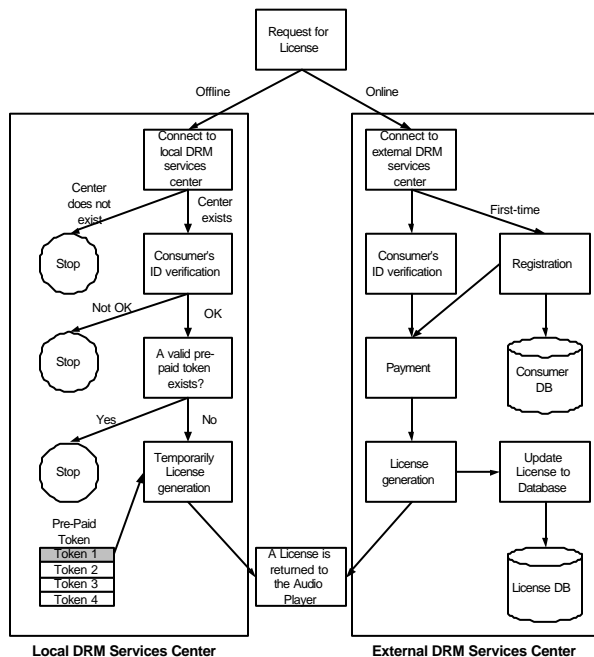 Request for
License
Offline
Online
Connect to
local DRM
services
center
Center
does not
exist
Center
exists
Stop
Consumer's
ID verification
Not OK
OK
Stop
A valid pre-
paid token
exists?
Yes
No
Stop
Temporarily
License
generation
Pre-Paid
Token
Token 1
Token 2
Token 3
Token 4
A License is
returned to
the Audio
Player
Connect to
external DRM
services
center
First-time
Consumer's
ID verification
Registration
Payment
Consumer
DB
License
generation
Update
License to
Database
License DB
Local DRM Services Center
External DRM Services Center